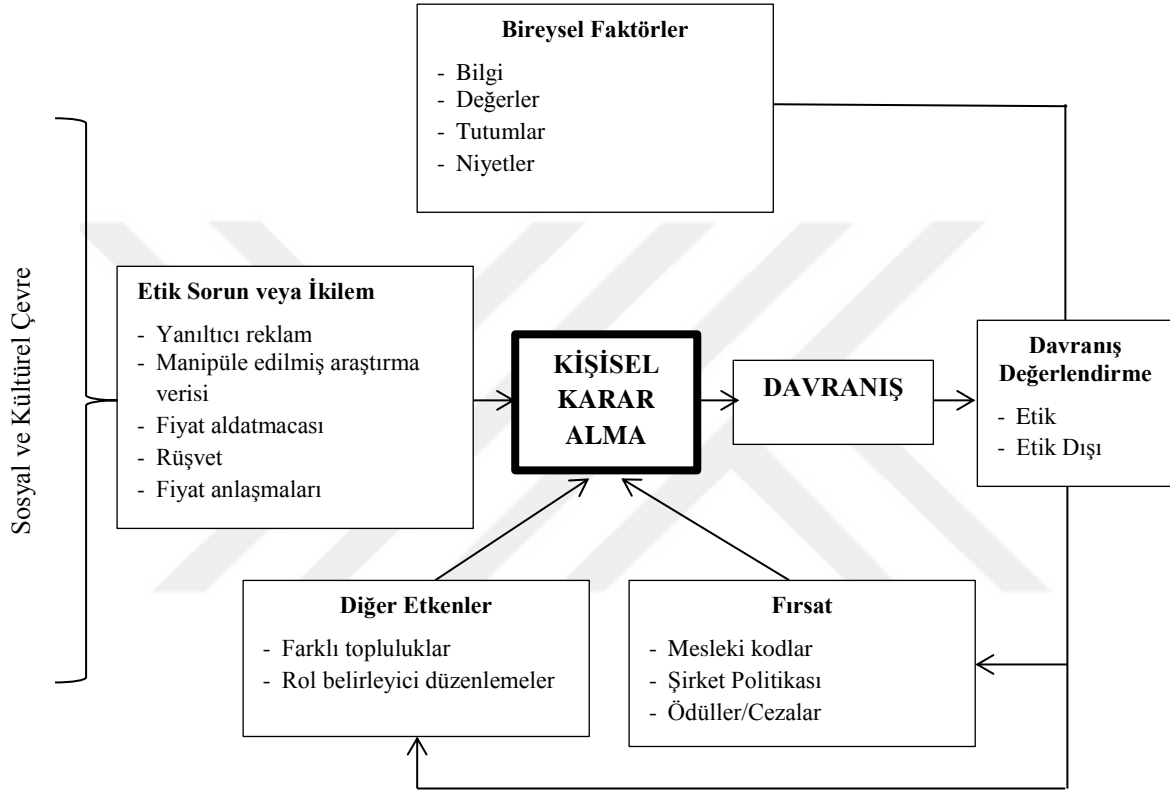 Bireysel Faktörler
- Bilgi
- Değerler
- Tutumlar
- Niyetler
Sosyal ve Kültürel Çevre
Etik Sorun veya İkilem
- Yanıltıcı reklam
- Manipüle edilmiş araştırma
verisi
- Fiyat aldatmacası
- Rüşvet
- Fiyat anlaşmaları
KİŞİSEL
KARAR
ALMA
DAVRANIŞ
Davranış
Değerlendirme
- Etik
- Etik Dışı
Diğer Etkenler
- Farklı topluluklar
- Rol belirleyici düzenlemeler
Fırsat
- Mesleki kodlar
- Şirket Politikası
- Ödüller/Cezalar